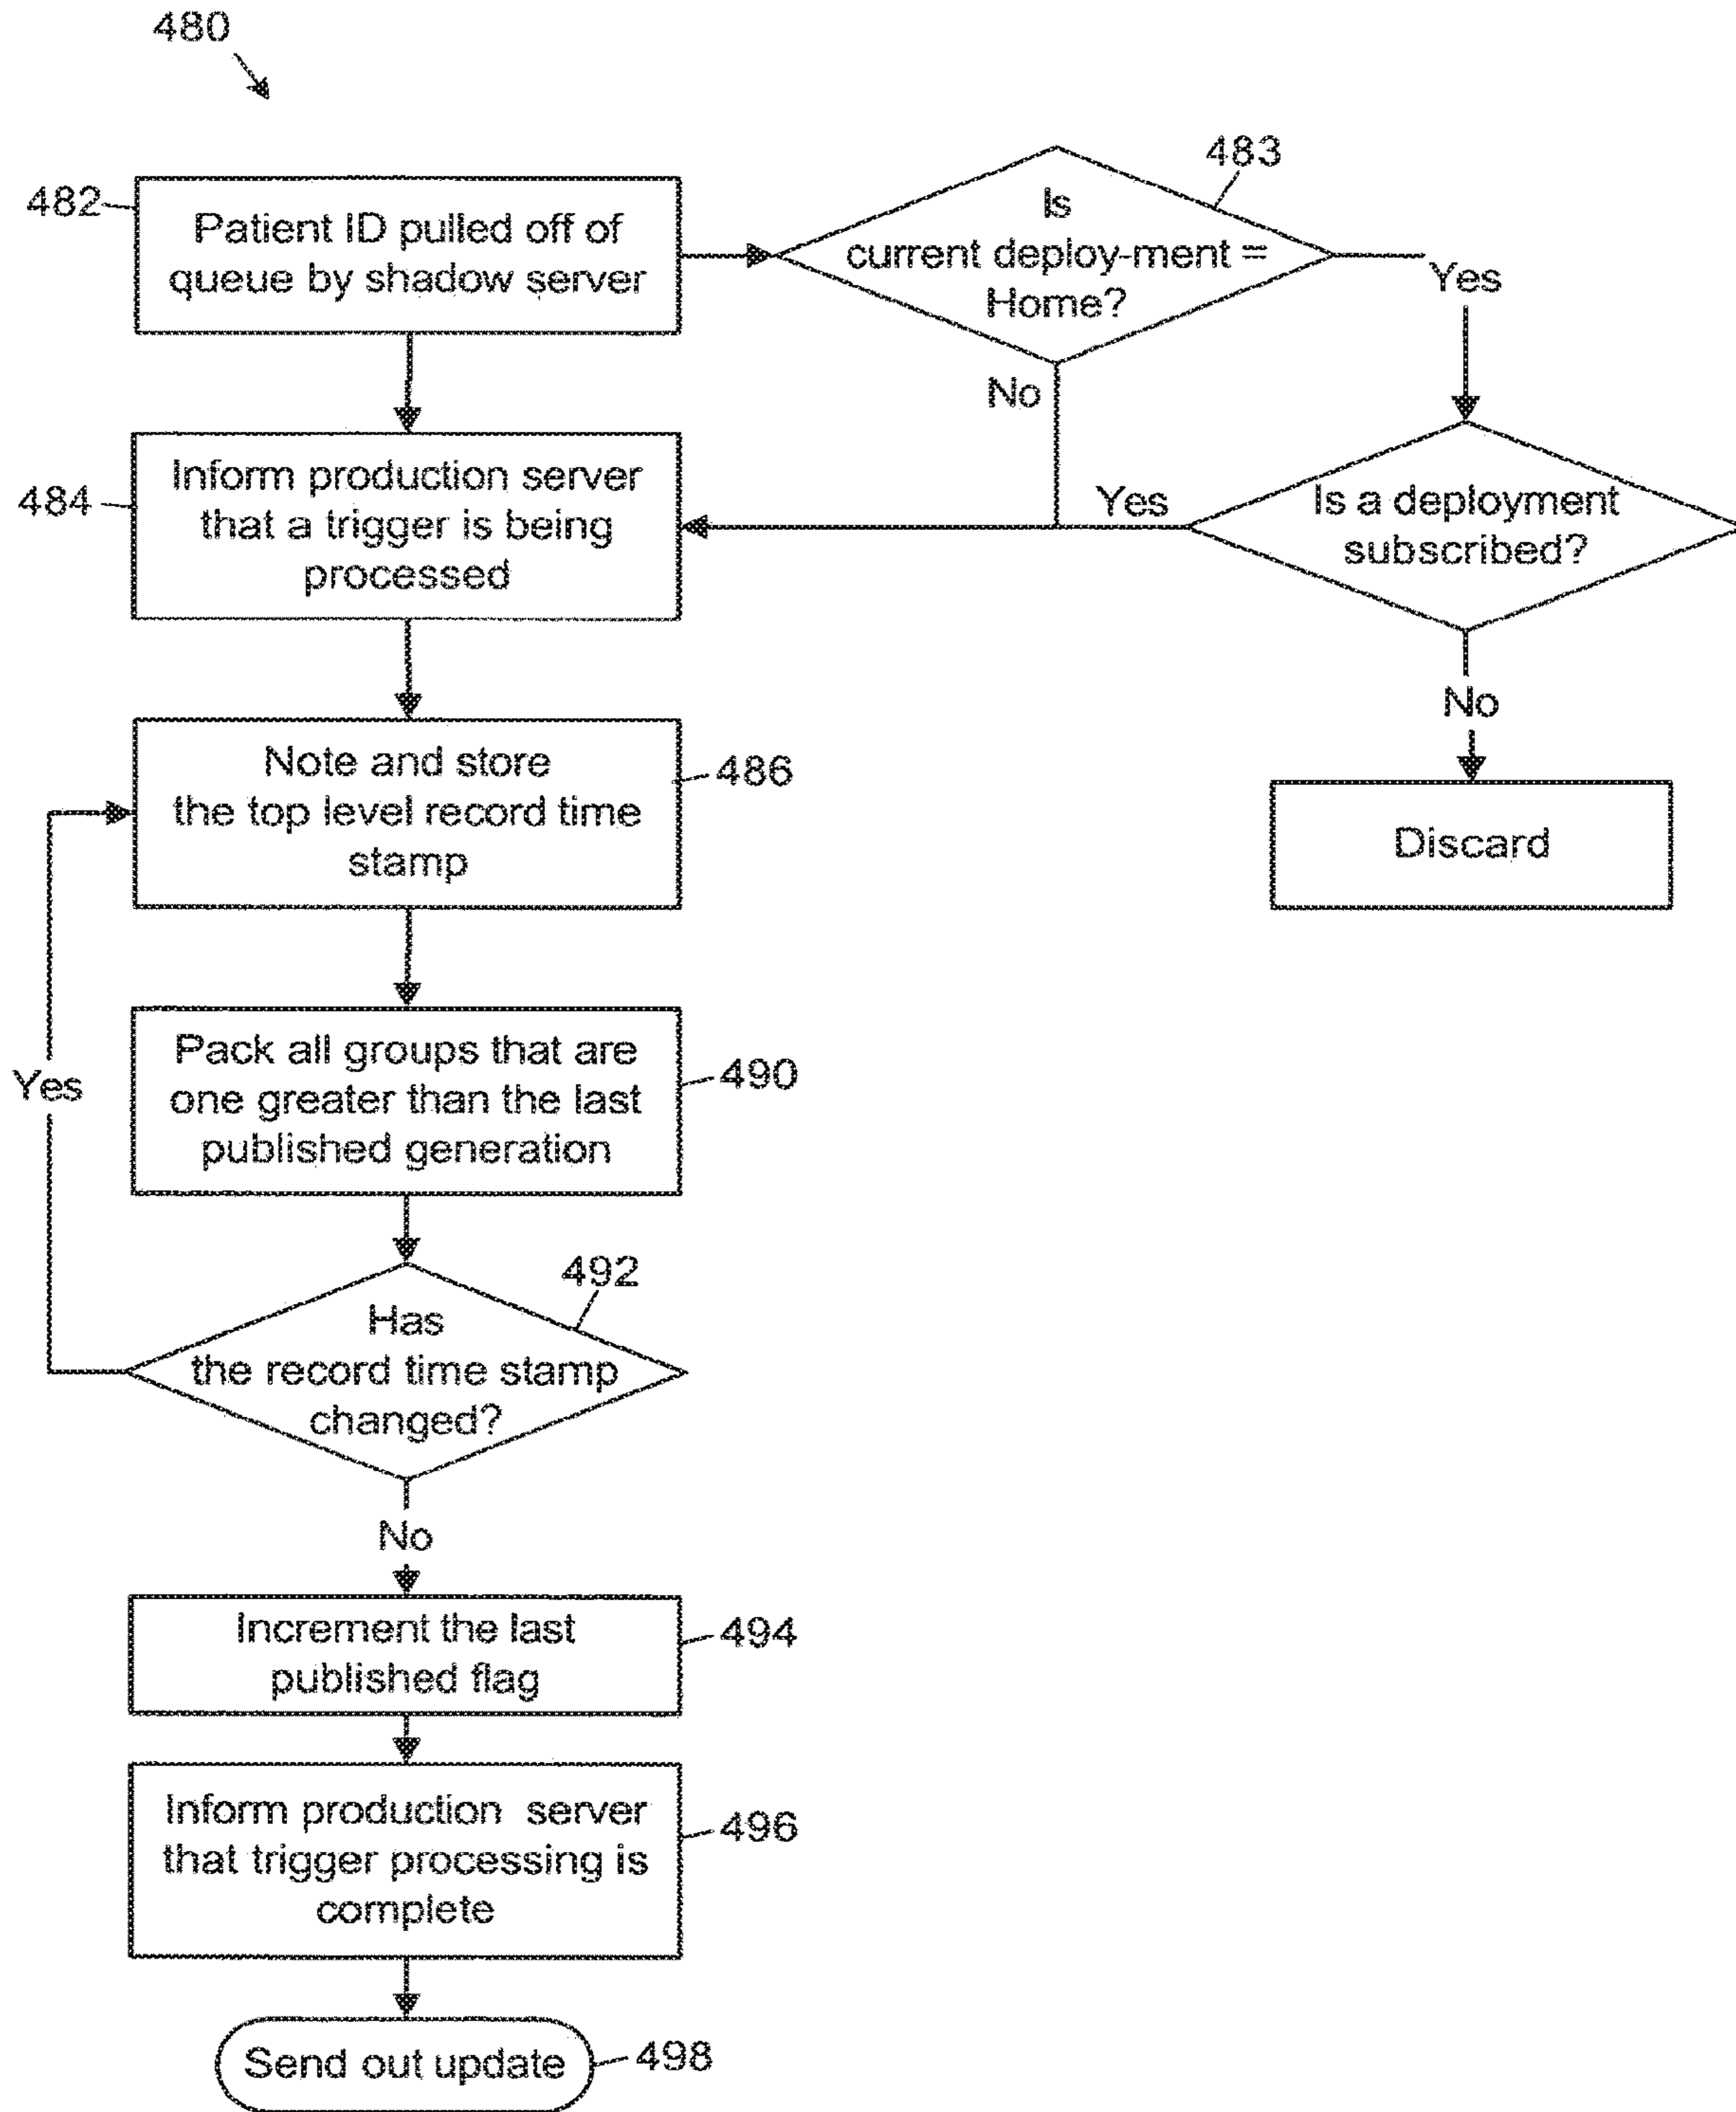 480
482
Patient ID pulled off of
queue by shadow server
483
Is
current deploy-ment =
Home?
Yes
No
484
Inform production server
that a trigger is being
processed
Yes
Is a deployment
subscribed?
No
Discard
Note and store
the top level record time
stamp
486
Pack all groups that are
one greater than the last
published generation
490
Yes
492
Has
the record time stamp
changed?
No
Increment the last
published flag
494
Inform production server
that trigger processing is
complete
496
Send out update
498